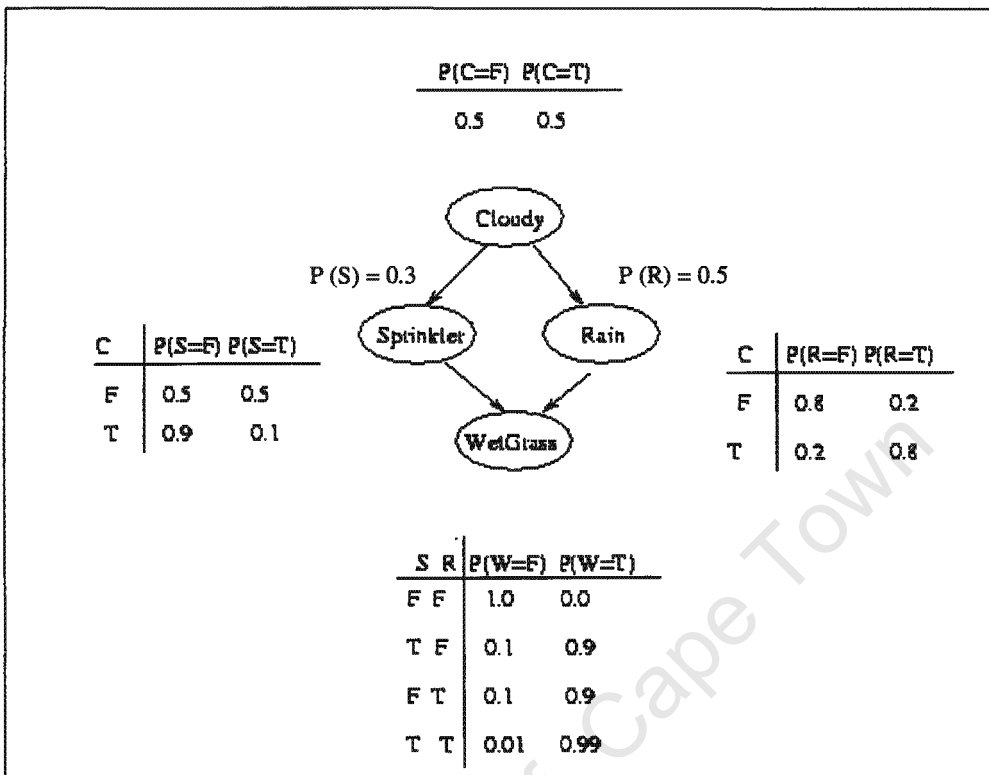 P(C=F) P(C=T)
0.5 0.5
Cloudy
P (S) = 0.3 P (R) = 0.5
Sprinkler Rain
C P(S=F) P(S=T)
F 0.5 0.5
T 0.9 0.1
C P(R=F) P(R=T)
F 0.8 0.2
T 0.2 0.8
WetGrass
S R P(W=F) P(W=T)
F F 1.0 0.0
T F 0.1 0.9
F T 0.1 0.9
T T 0.01 0.99
Cape Town